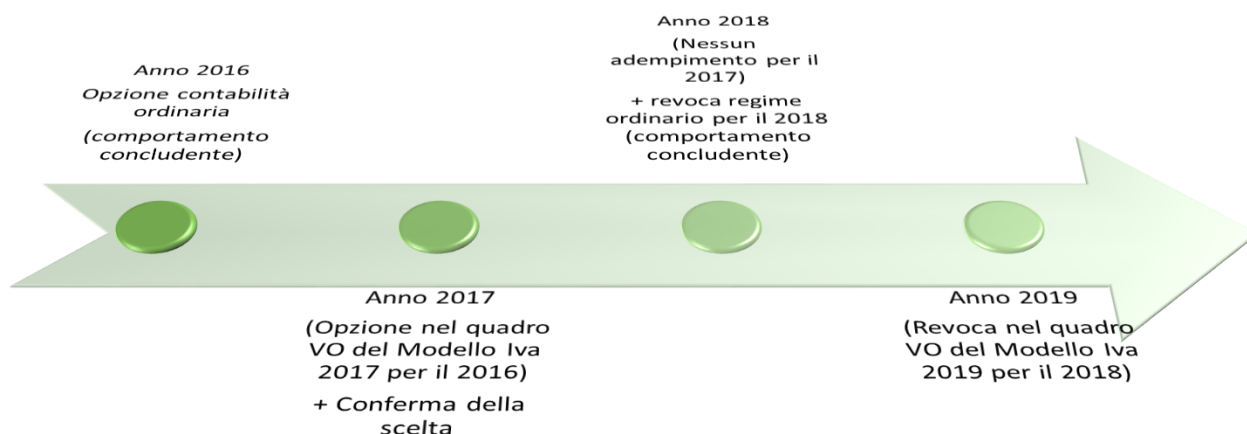 Anno 2016
Opzione contabilità
ordinaria
(comportamento
concludente)
Anno 2017
(Opzione nel quadro
VO del Modello Iva
2017 per il 2016)
+ Conferma della
scelta
Anno 2018
(Nessun
adempimento per il
2017)
+ revoca regime
ordinario per il 2018
(comportamento
concludente)
Anno 2019
(Revoca nel quadro
VO del Modello Iva
2019 per il 2018)